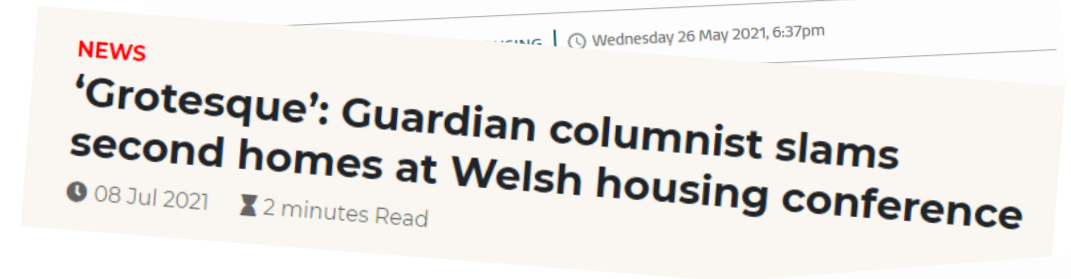 Wednesday 26 May 2021, 6:37pm
NEWS
‘Grotesque’: Guardian columnist slams
second homes at Welsh housing conference
08 Jul 2021 2 minutes Read